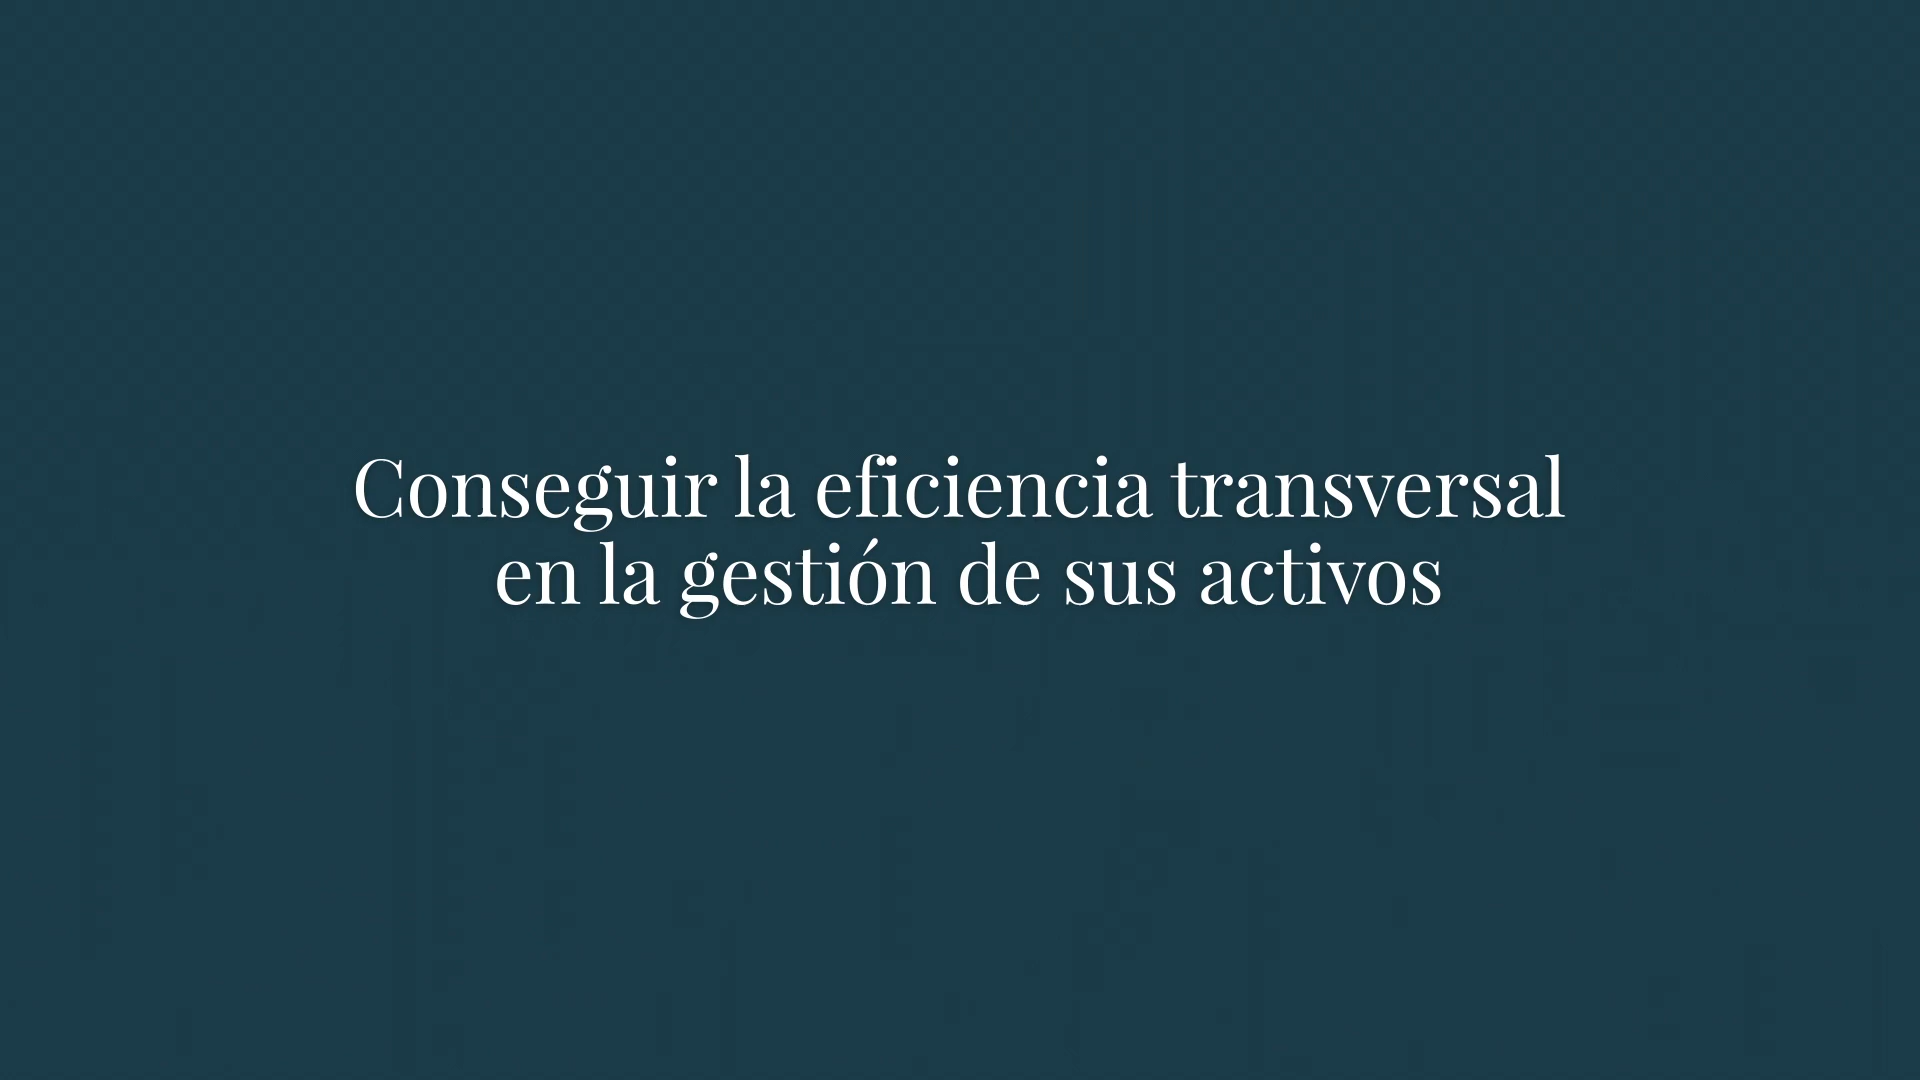 Conseguir la eficiencia transversal
en la gestión de sus activos